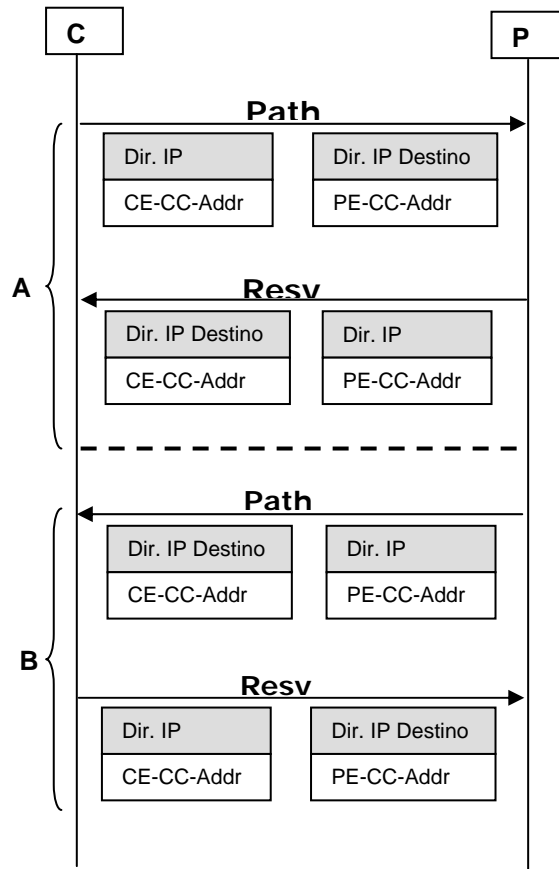 C
P
Path
Dir. IP
Dir. IP Destino
CE-CC-Addr
PE-CC-Addr
A
Resv
Dir. IP Destino
Dir. IP
CE-CC-Addr
PE-CC-Addr
Path
Dir. IP Destino
Dir. IP
CE-CC-Addr
PE-CC-Addr
B
Resv
Dir. IP
Dir. IP Destino
CE-CC-Addr
PE-CC-Addr